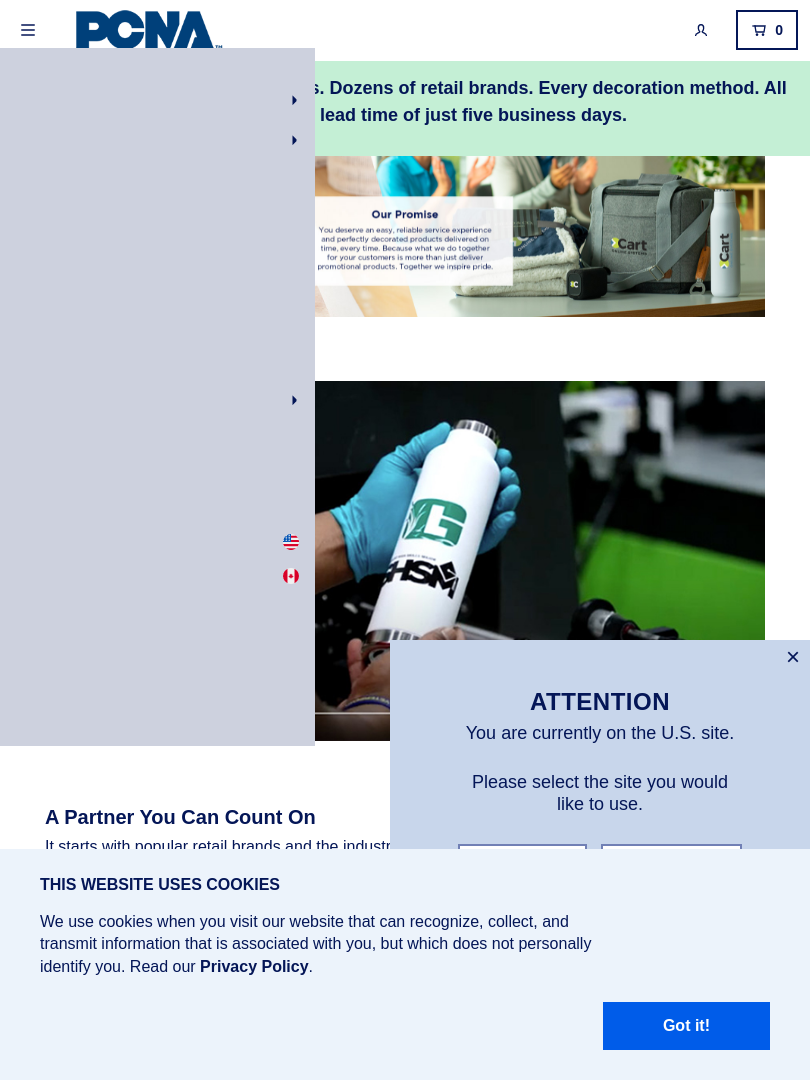 PCNA™
0
s. Dozens of retail brands. Every decoration method. All
lead time of just five business days.
Our Promise
You deserve an easy, reliable service experience
and perfectly decorated products delivered on
time, every time. Because what we do together
for your customers is more than just deliver
promotional products. Together we inspire pride.
XCart
XCart
ATTENTION
You are currently on the U.S. site.
Please select the site you would
like to use.
A Partner You Can Count On
It starts with popular retail brands and the industr
THIS WEBSITE USES COOKIES
We use cookies when you visit our website that can recognize, collect, and
transmit information that is associated with you, but which does not personally
identify you. Read our Privacy Policy.
Got it!